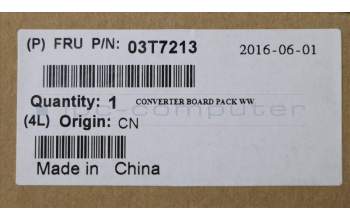 (P) FRU P/N: 03T7213
2016-06-01
Quantity: 1 CONVERTER BOARD PACK WW
(4L) Origin: CN
Made in China